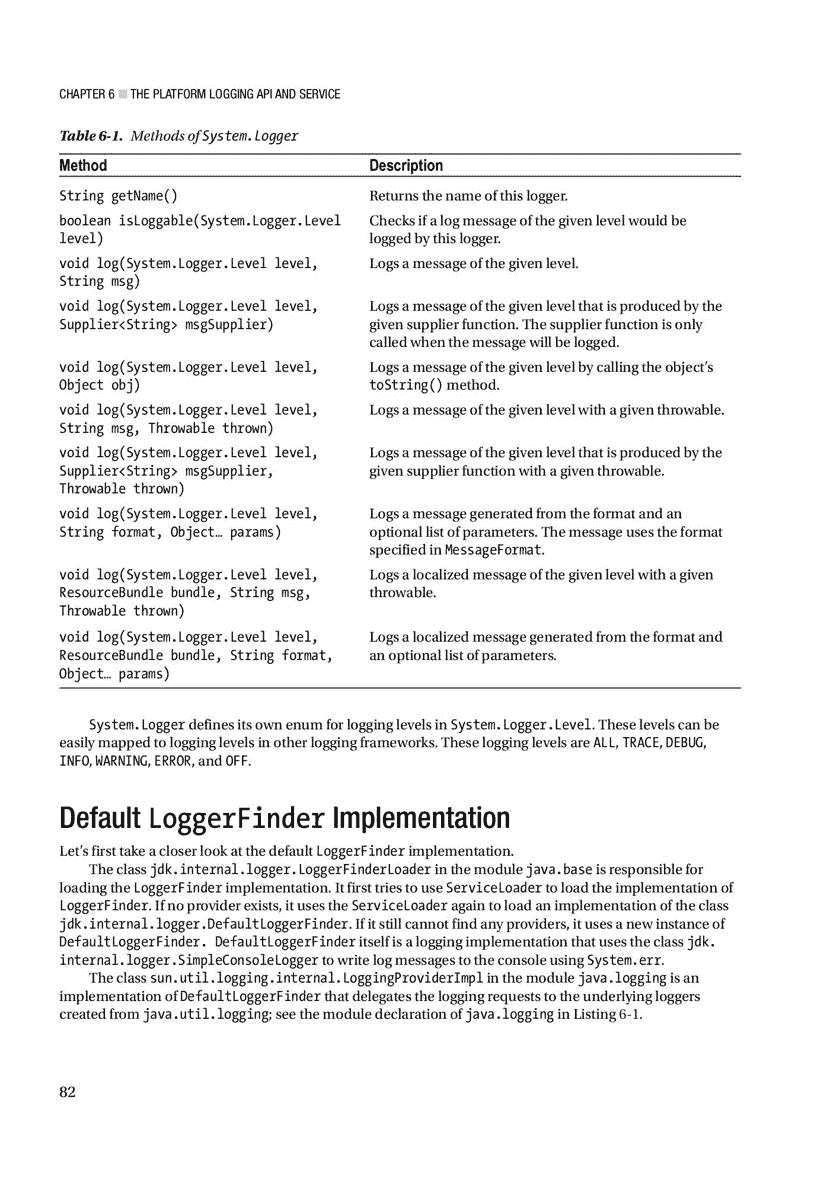 CHAPTER 6 ■ THE PLATFORM LOGGING API AND SERVICE
Table 6-1. Methods of System.Logger
Method Description
String getName() Returns the name of this logger.
boolean isLoggable(System.Logger.Level Checks if a log message of the given level would be
level) logged by this logger.
void log(System.Logger.Level level, Logs a message of the given level.
String msg)
void log(System.Logger.Level level, Logs a message of the given level that is produced by the
Supplier<String> msgSupplier) given supplier function. The supplier function is only
called when the message will be logged.
void log(System.Logger.Level level, Logs a message of the given level by calling the object’s
Object obj) toString() method.
void log(System.Logger.Level level, Logs a message of the given level with a given throwable.
String msg, Throwable thrown)
void log(System.Logger.Level level, Logs a message of the given level that is produced by the
Supplier<String> msgSupplier, given supplier function with a given throwable.
Throwable thrown)
void log(System.Logger.Level level, Logs a message generated from the format and an
String format, Object… params) optional list of parameters. The message uses the format
specified in MessageFormat.
void log(System.Logger.Level level, Logs a localized message of the given level with a given
ResourceBundle bundle, String msg, throwable.
Throwable thrown)
void log(System.Logger.Level level, Logs a localized message generated from the format and
ResourceBundle bundle, String format, an optional list of parameters.
Object… params)
System.Logger defines its own enum for logging levels in System.Logger.Level. These levels can be
easily mapped to logging levels in other logging frameworks. These logging levels are ALL, TRACE, DEBUG,
INFO, WARNING, ERROR, and OFF.
Default LoggerFinder Implementation
Let’s first take a closer look at the default LoggerFinder implementation.
The class jdk.internal.logger.LoggerFinderLoader in the module java.base is responsible for
loading the LoggerFinder implementation. It first tries to use ServiceLoader to load the implementation of
LoggerFinder. If no provider exists, it uses the ServiceLoader again to load an implementation of the class
jdk.internal.logger.DefaultLoggerFinder. If it still cannot find any providers, it uses a new instance of
DefaultLoggerFinder. DefaultLoggerFinder itself is a logging implementation that uses the class jdk.
internal.logger.SimpleConsoleLogger to write log messages to the console using System.err.
The class sun.util.logging.internal.LoggingProviderImpl in the module java.logging is an
implementation of DefaultLoggerFinder that delegates the logging requests to the underlying loggers
created from java.util.logging; see the module declaration of java.logging in Listing 6-1.
82